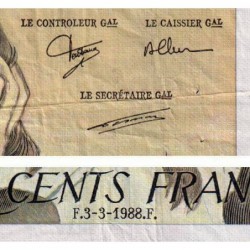 LE CONTROLEUR GAL LE CAISSIER GAL
LE SECRÉTAIRE GAL
CENTS FRAN
F.3-3-1988.F.